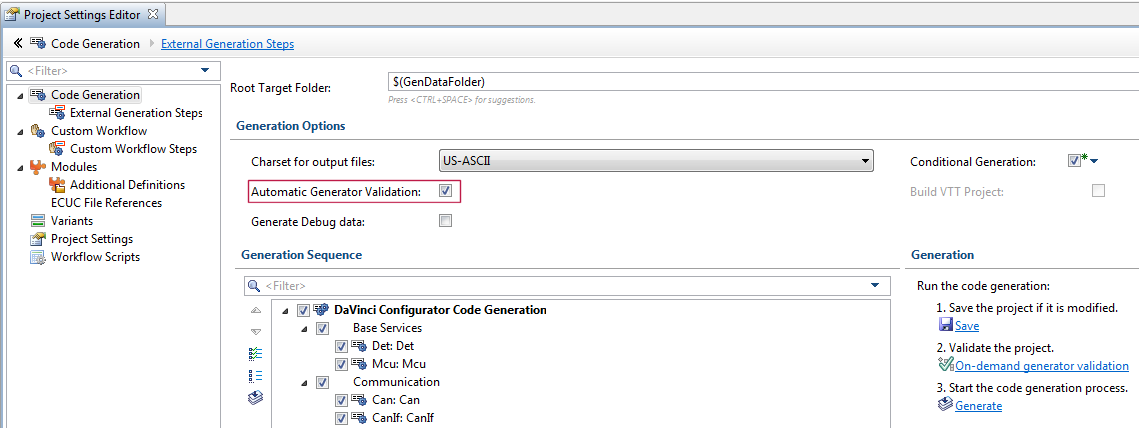 Project Settings Editor
Code Generation External Generation Steps
<Filter>
Code Generation
External Generation Steps
Custom Workflow
Custom Workflow Steps
Modules
Additional Definitions
ECUC File References
Variants
Project Settings
Workflow Scripts
Root Target Folder: $(GenDataFolder)
Press <CTRL+SPACE> for suggestions.
Generation Options
Charset for output files: US-ASCII Conditional Generation:
Automatic Generator Validation: Build VTT Project:
Generate Debug data:
Generation Sequence
<Filter>
DaVinci Configurator Code Generation
Base Services
Det: Det
Mcu: Mcu
Communication
Can: Can
CanIf: CanIf
Generation
Run the code generation:
1. Save the project if it is modified.
Save
2. Validate the project.
On-demand generator validation
3. Start the code generation process.
Generate